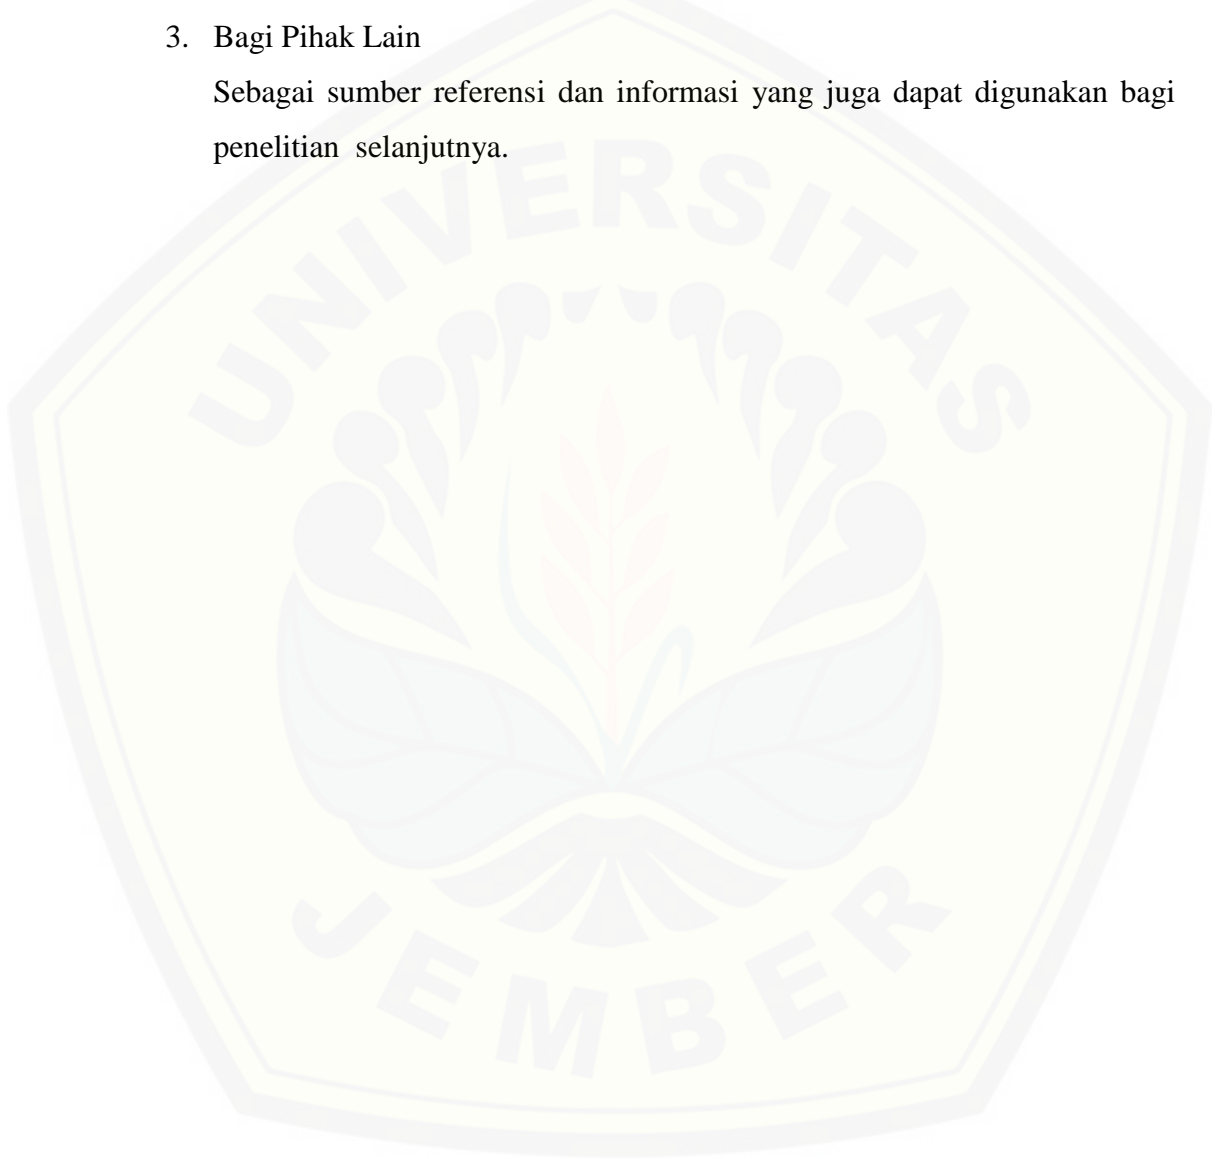 3. Bagi Pihak Lain
Sebagai sumber referensi dan informasi yang juga dapat digunakan bagi
penelitian selanjutnya.
UNIVERSITAS
JEMBER